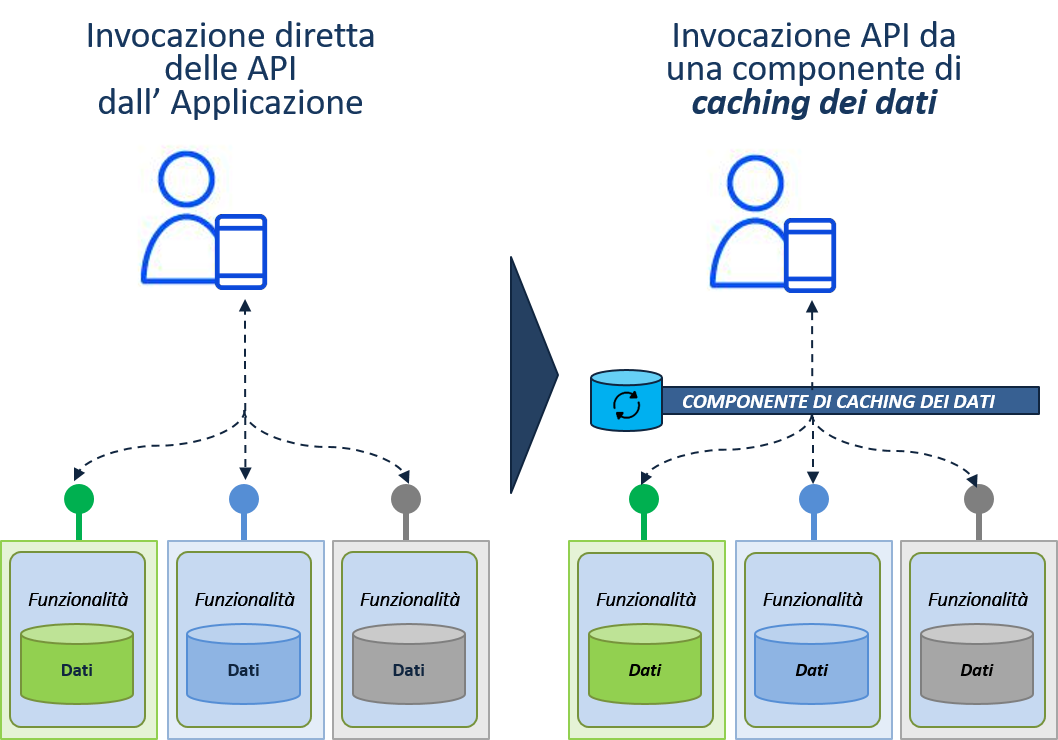 Invocazione diretta
delle API
dall’ Applicazione
Invocazione API da
una componente di
caching dei dati
COMPONENTE DI CACHING DEI DATI
Funzionalità
Dati
Funzionalità
Dati
Funzionalità
Dati
Funzionalità
Dati
Funzionalità
Dati
Funzionalità
Dati